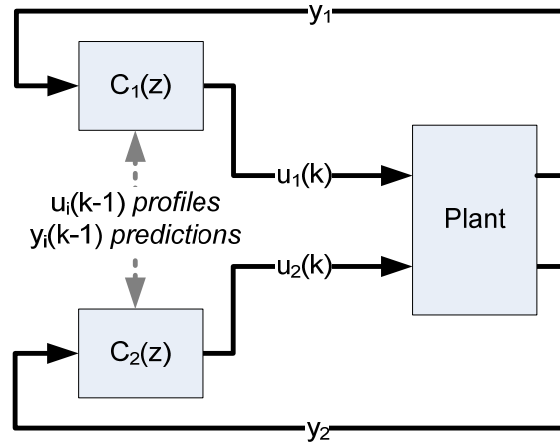 y₁
C₁(z)
u₁(k)
uᵢ(k-1) profiles
yᵢ(k-1) predictions
Plant
u₂(k)
C₂(z)
y₂